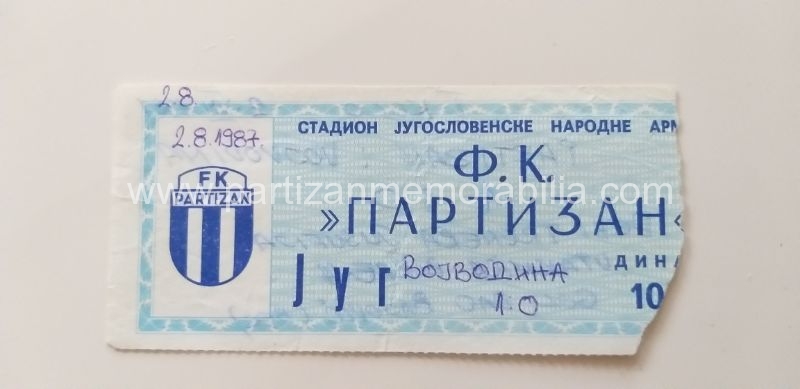 2.8.
2.8.1987.
СТАДИОН ЈУГОСЛОВЕНСКЕ НАРОДНЕ АРМ
Ф.К.
»ПАРТИЗАН«
FK
PARTIZAN
www.partizanmemorabilia.com
Југ
ВОЈВОДИНА
1:0
ДИНА
10